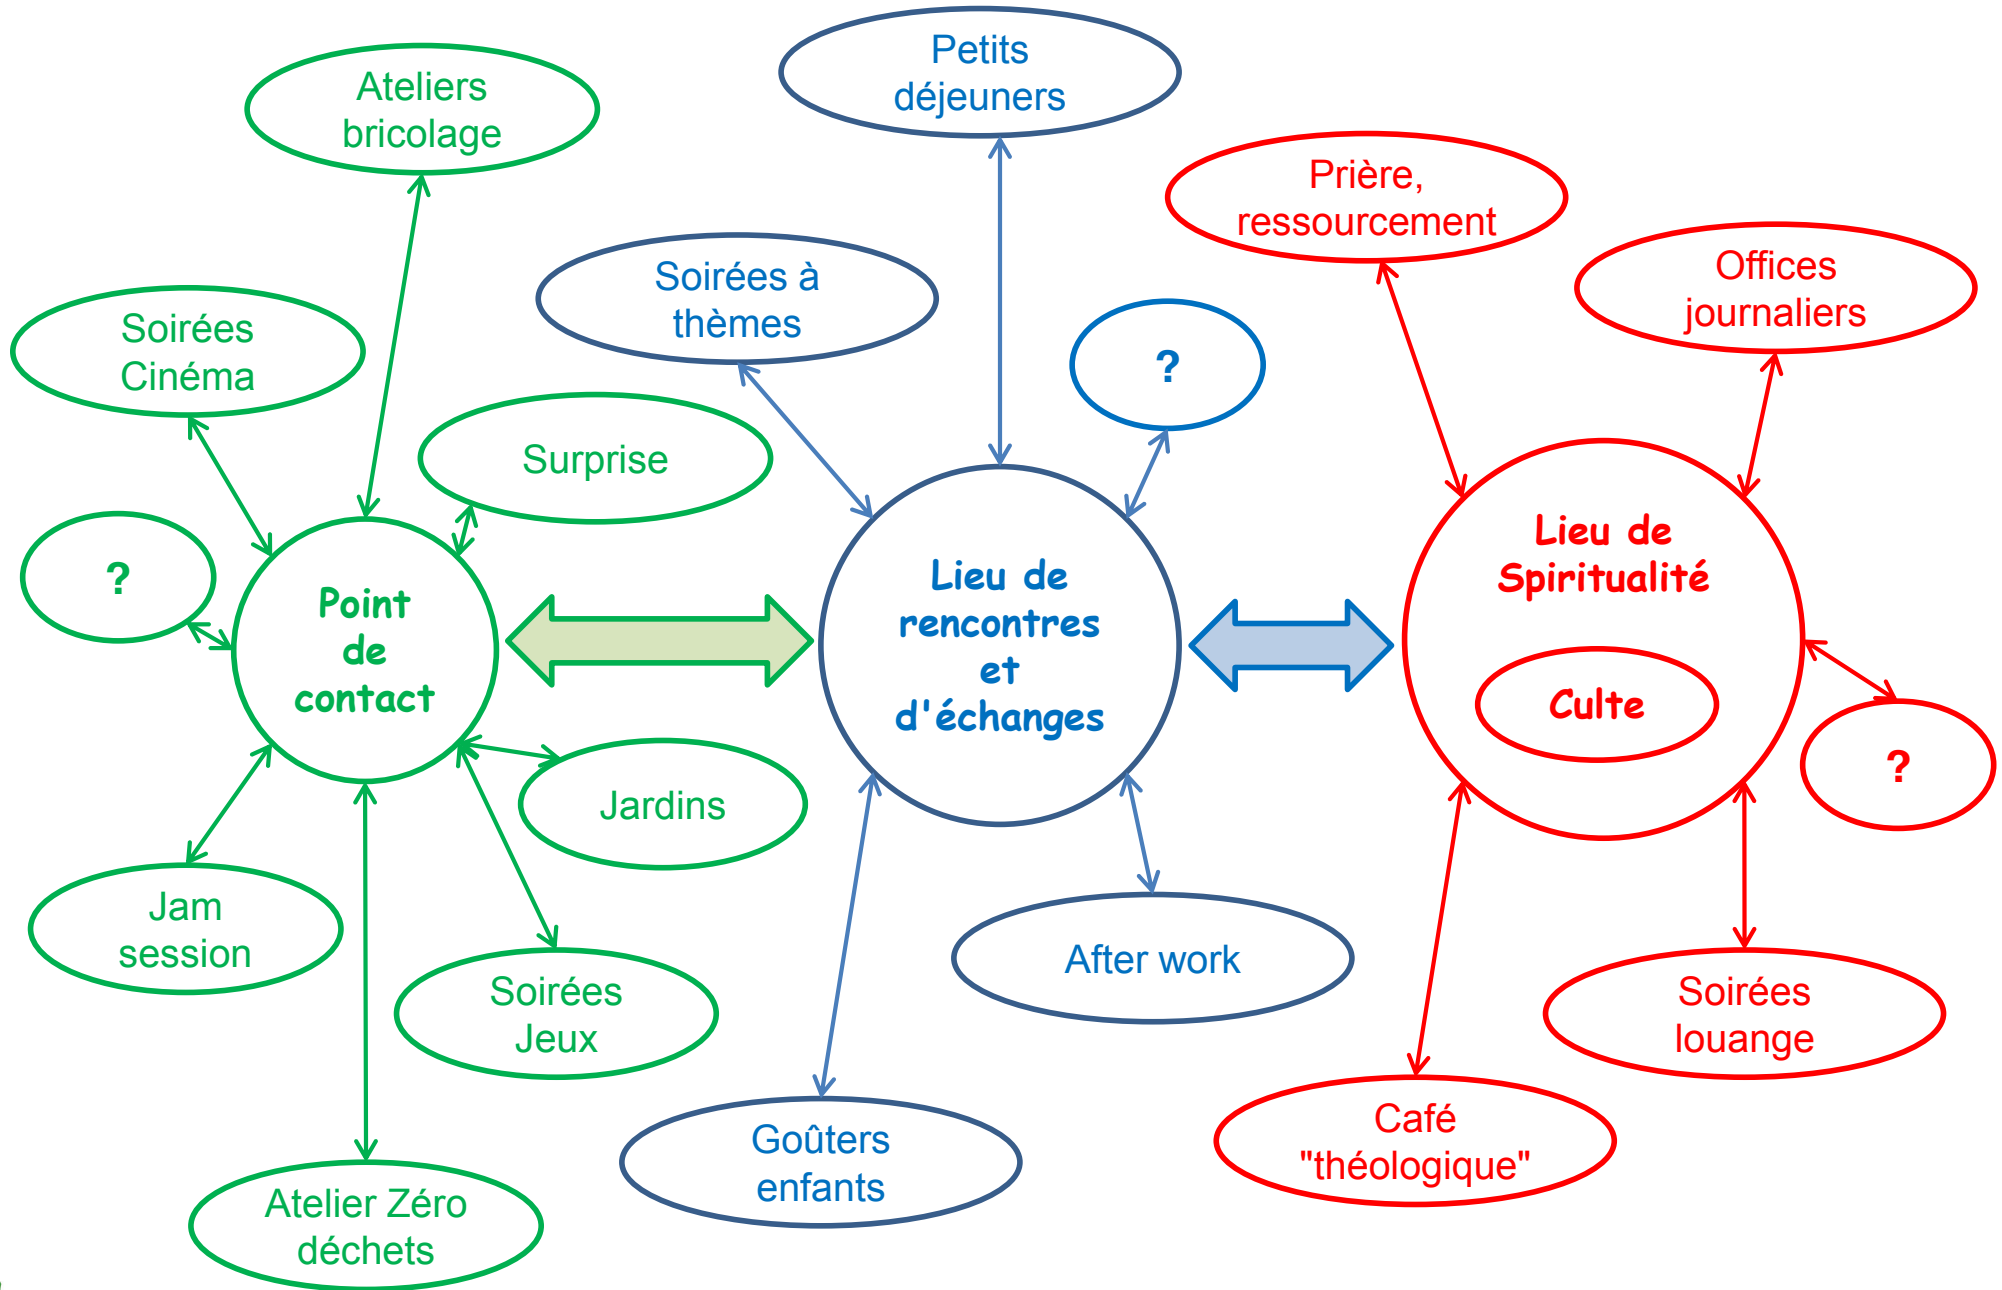 Petits
déjeuners
Ateliers
bricolage
Prière,
ressourcement
Offices
journaliers
Soirées à
thèmes
Soirées
Cinéma
?
Surprise
?
Point
de
contact
Lieu de
rencontres
et
d'échanges
Lieu de
Spiritualité
Culte
?
Jardins
Jam
session
Soirées
Jeux
After work
Soirées
louange
Goûters
enfants
Café
"théologique"
Atelier Zéro
déchets